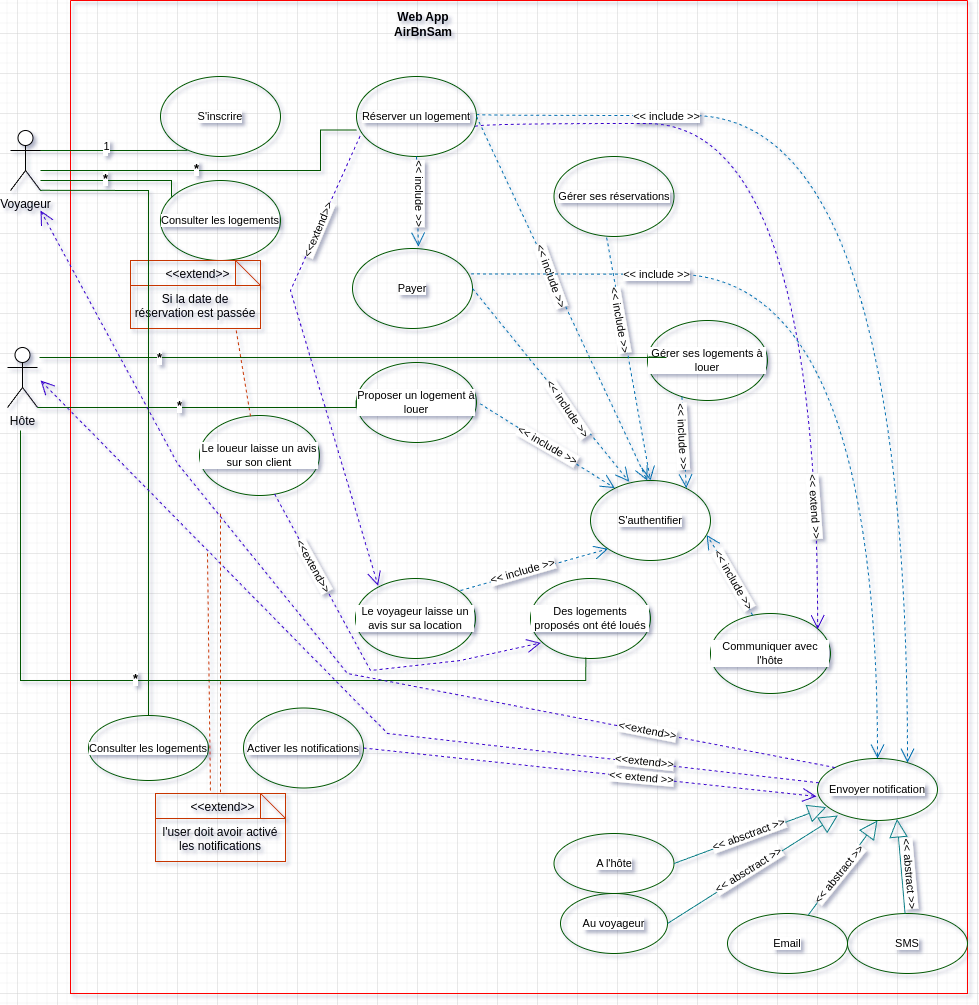 Web App
AirBnSam
S'inscrire
Réserver un logement
<< include >>
1
*
*
Voyageur
Consulter les logements
<< include >>
<<extend>>
Gérer ses réservations
<<extend>>
Si la date de
réservation est passée
Payer
<< include >>
<< include >>
<< include >>
Hôte
*
*
Gérer ses logements à
louer
Proposer un logement à
louer
<< include >>
<< include >>
<< include >>
Le loueur laisse un avis
sur son client
S'authentifier
<< extend >>
<<extend>>
<< include >>
<< include >>
Le voyageur laisse un
avis sur sa location
Des logements
proposés ont été loués
Communiquer avec
l'hôte
*
Consulter les logements
Activer les notifications
<<extend>>
<<extend>>
<< extend >>
Envoyer notification
<<extend>>
l'user doit avoir activé
les notifications
<< absctract >>
<< absctract >>
<< abstract >>
<< abstract >>
A l'hôte
Au voyageur
Email
SMS